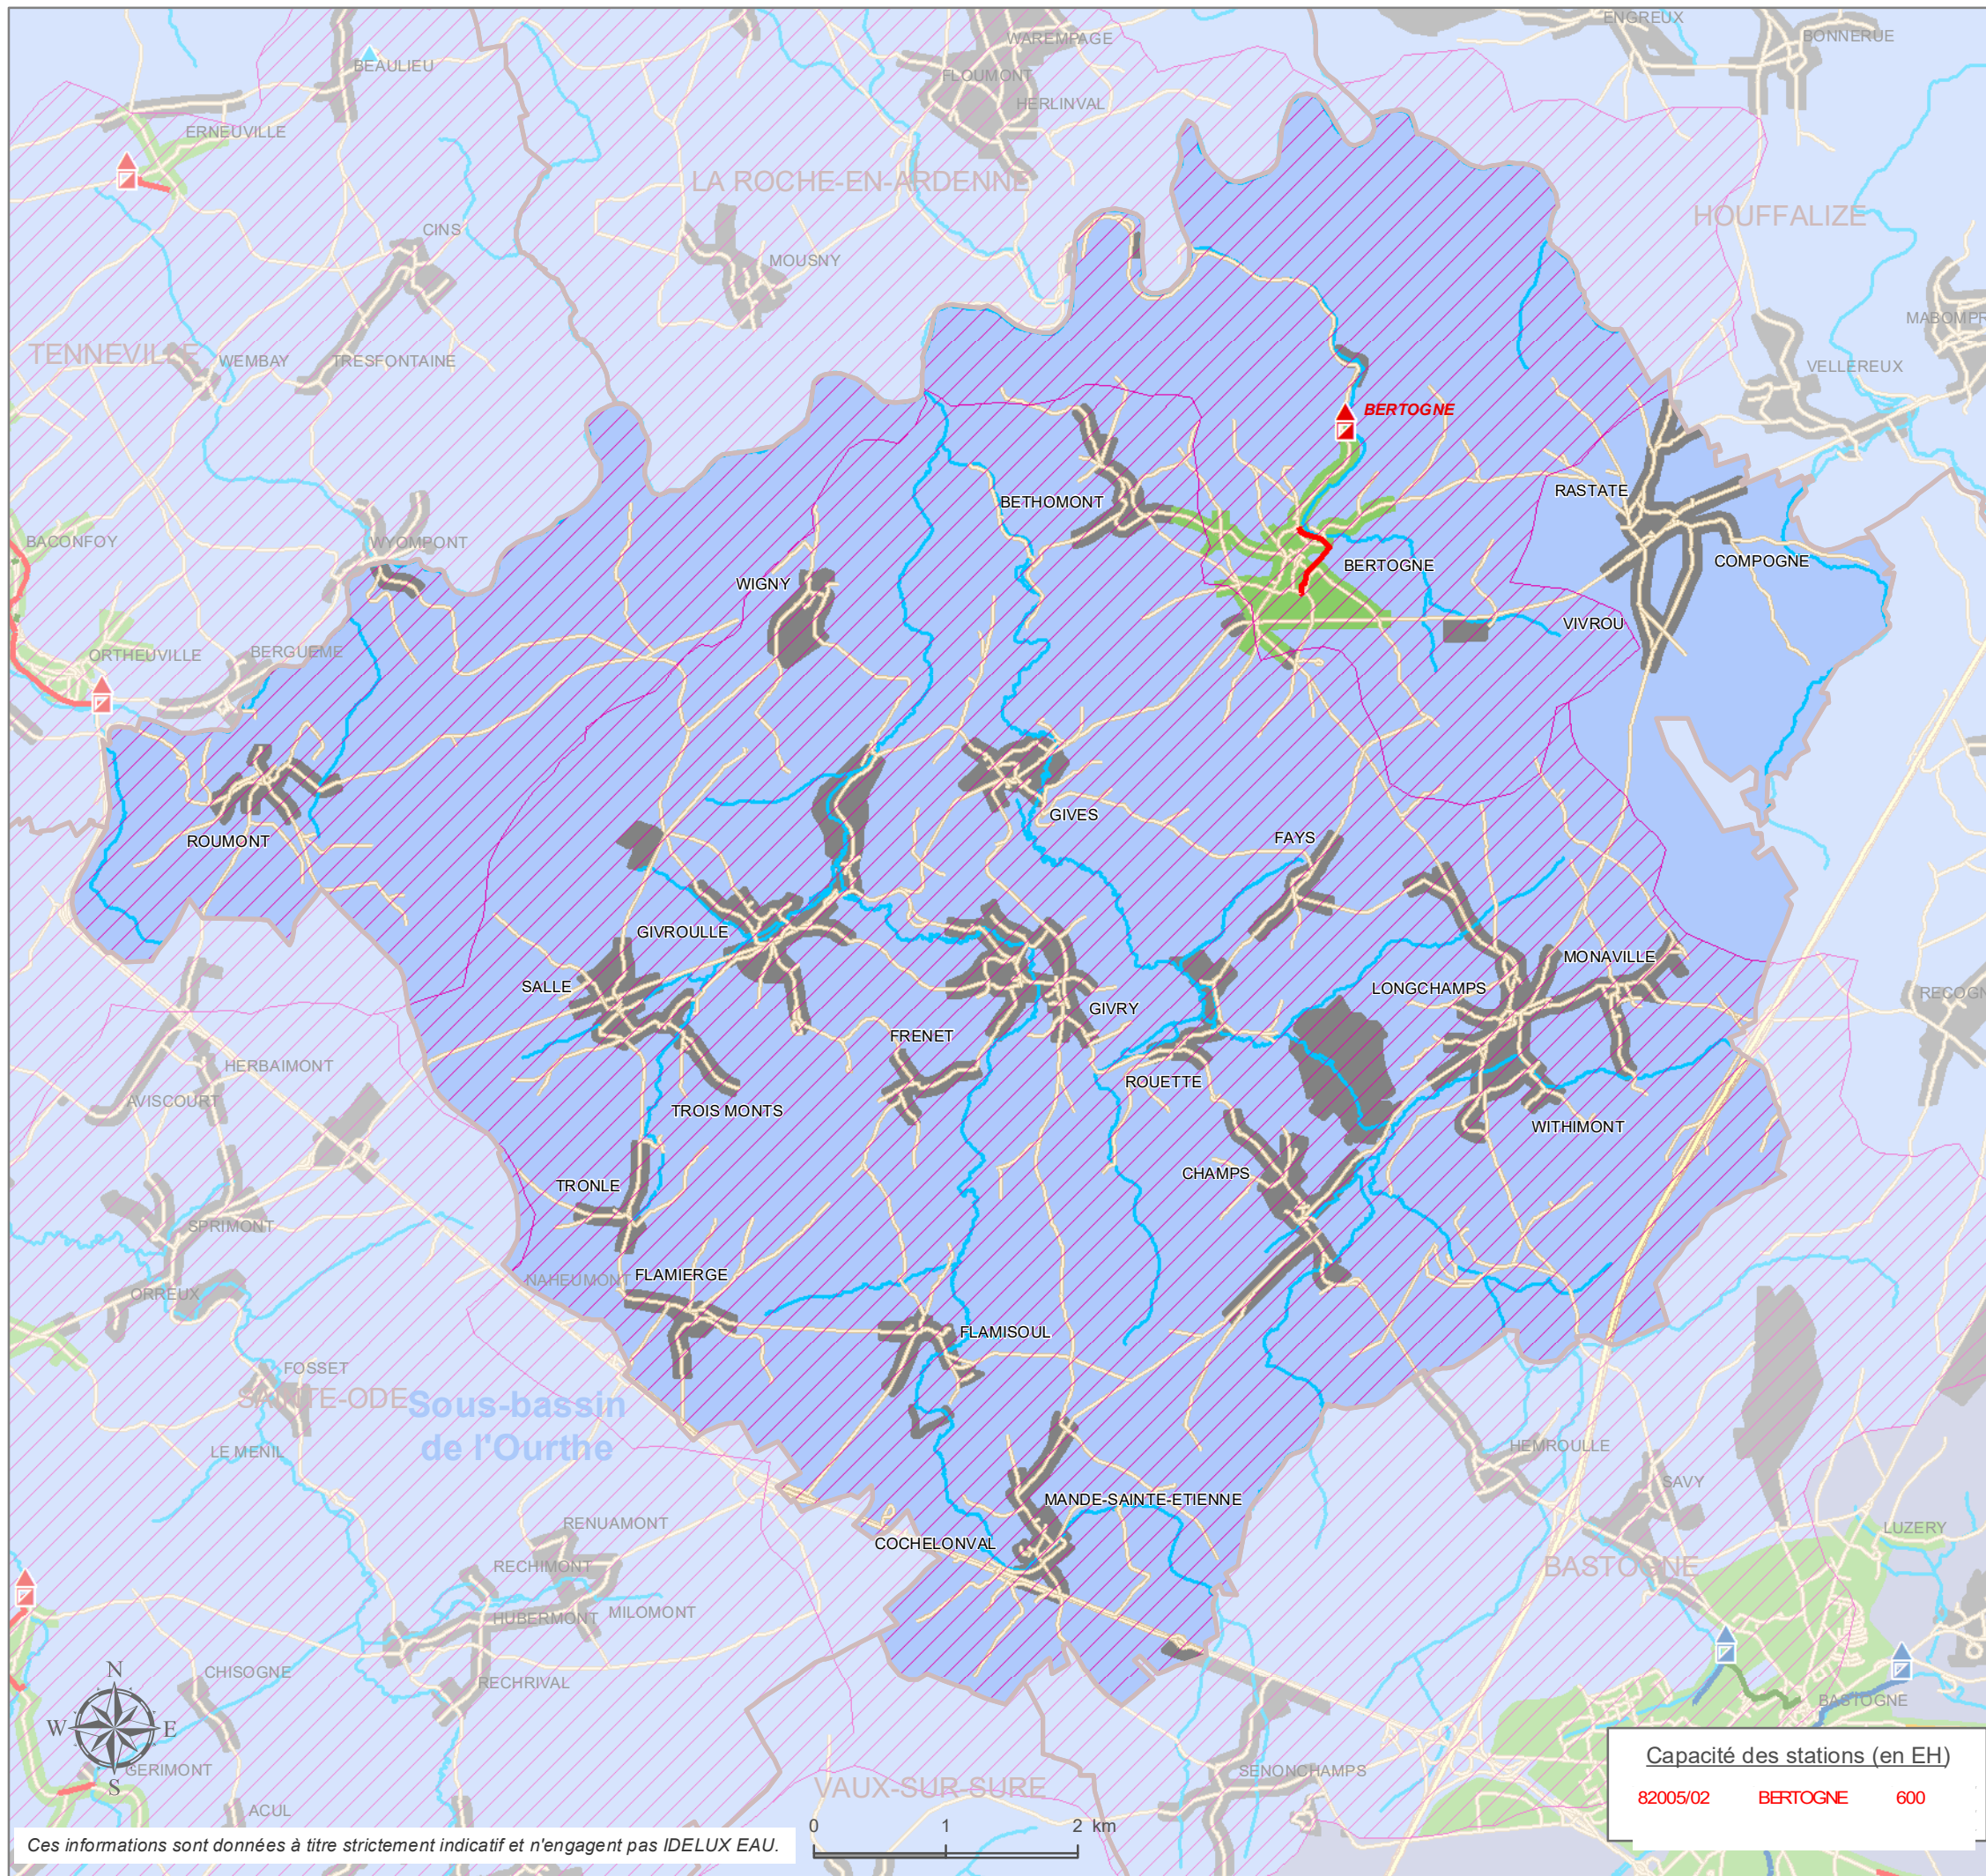 ENGREUX
BONNERUE
WAREMPAGE
BEAULIEU
FLOUMONT
HERLINVAL
ERNEUVILLE
LA ROCHE-EN-ARDENNE
HOUFFALIZE
CINS
MOUSNY
MABOMPR
TENNEVILLE
WEMBAY
TRESFONTAINE
VELLEREUX
BERTOGNE
RASTATE
BETHOMONT
BACONFOY
WYOMPONT
COMPOGNE
BERTOGNE
WIGNY
VIVROU
ORTHEUVILLE
BERGUEME
GIVES
FAYS
ROUMONT
GIVROULLE
MONAVILLE
SALLE
LONGCHAMPS
RECOGN
GIVRY
FRENET
HERBAIMONT
ROUETTE
AVISCOURT
TROIS MONTS
WITHIMONT
CHAMPS
TRONLE
SPRIMONT
NAHEUMONT
FLAMIERGE
ORREUX
FLAMISOUL
FOSSET
SAINTE-ODE
Sous-bassin
de l'Ourthe
LE MENIL
HEMROULLE
SAVY
MANDE-SAINTE-ETIENNE
RENUAMONT
LUZERY
COCHELONVAL
RECHIMONT
BASTOGNE
HUBERMONT
MILOMONT
CHISOGNE
RECHRIVAL
BASTOGNE
N
W
E
S
GERIMONT
SENONCHAMPS
VAUX-SUR-SURE
ACUL
Capacité des stations (en EH)
82005/02 BERTOGNE 600
0 1 2 km
Ces informations sont données à titre strictement indicatif et n'engagent pas IDELUX EAU.